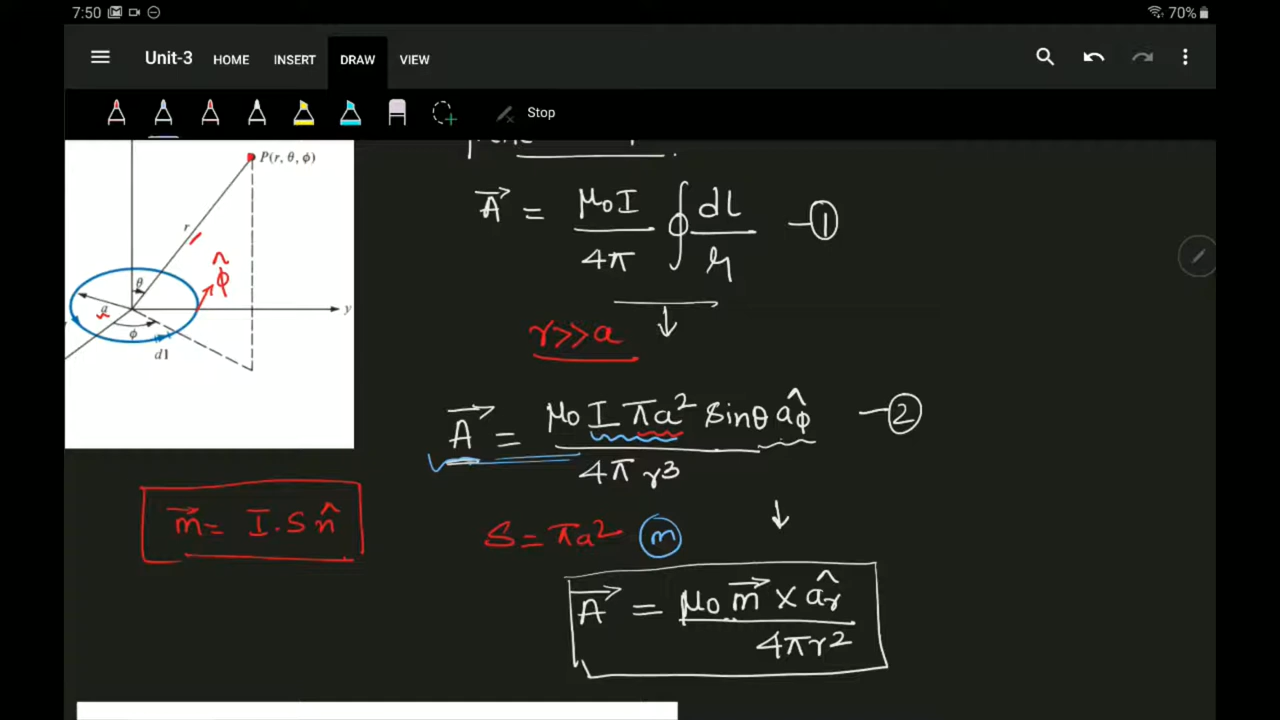 7:50
70%
Unit-3 HOME INSERT DRAW VIEW
Stop
P(r, θ, ϕ)
r
ϕ̂
θ
a
y
ϕ
dl
A⃗ = μ₀I / 4π ∮ dl / r —①
r>>a
A⃗ = μ₀ I πa² Sinθ âϕ / 4π r³ —②
S = πa² m
m⃗ = I·S n̂
A⃗ = μ₀ m⃗ × âr / 4πr²